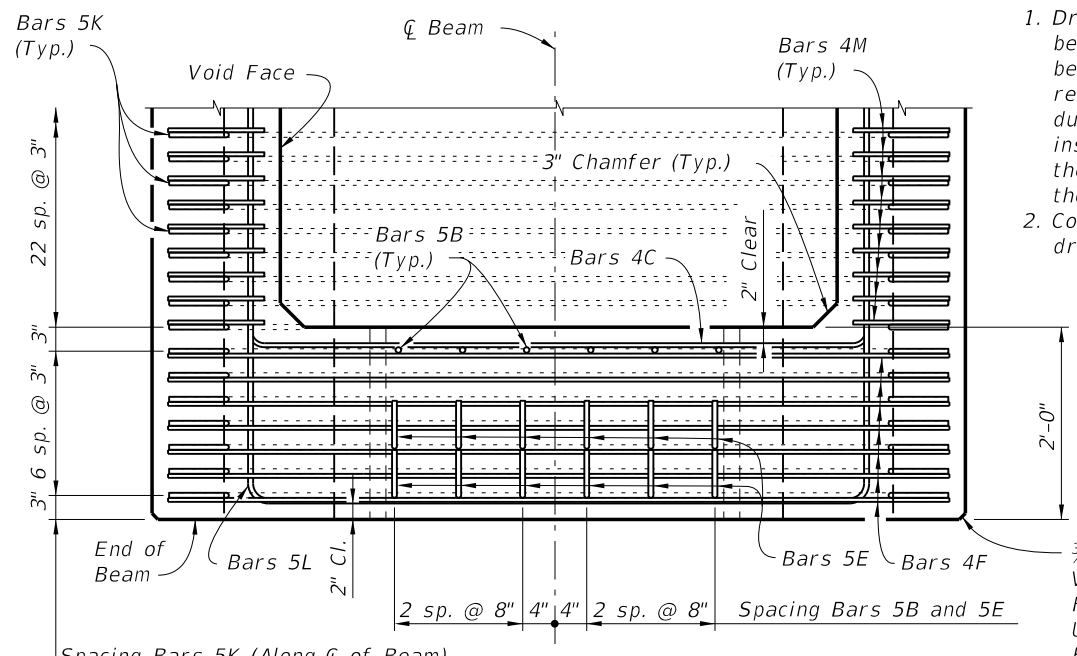 Bars 5K
(Typ.)
℄ Beam
Void Face
Bars 4M
(Typ.)
1. Dr
be
be
re
du
ins
the
the
2. Co
dr
3" Chamfer (Typ.)
Bars 5B
(Typ.)
Bars 4C
2" Clear
22 sp. @ 3"
3"
6 sp. @ 3"
3"
2'-0"
End of
Beam
Bars 5L
2" Cl.
Bars 5E
Bars 4F
2 sp. @ 8"
4"
4"
2 sp. @ 8"
Spacing Bars 5B and 5E
Spacing Bars 5K (Along ℄ of Beam)